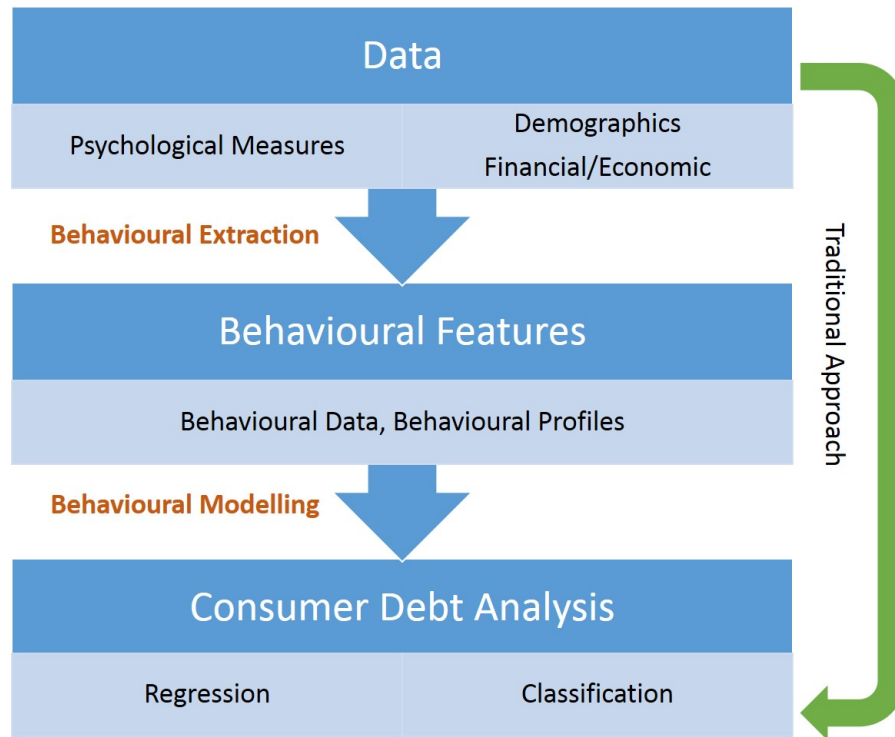 Data
Psychological Measures
Demographics
Financial/Economic
Behavioural Extraction
Behavioural Features
Behavioural Data, Behavioural Profiles
Behavioural Modelling
Consumer Debt Analysis
Regression
Classification
Traditional Approach